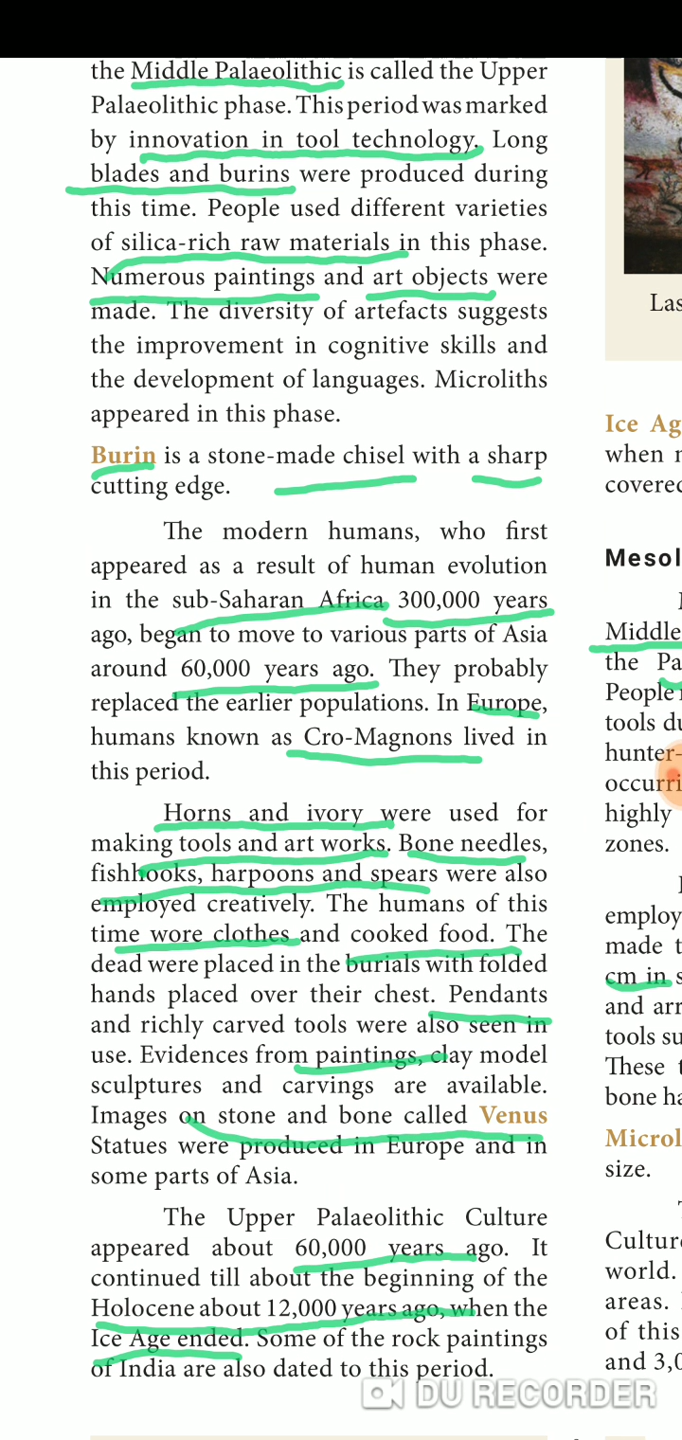 the Middle Palaeolithic is called the Upper
Palaeolithic phase. This period was marked
by innovation in tool technology. Long
blades and burins were produced during
this time. People used different varieties
of silica-rich raw materials in this phase.
Numerous paintings and art objects were
made. The diversity of artefacts suggests
the improvement in cognitive skills and
the development of languages. Microliths
appeared in this phase.
Burin is a stone-made chisel with a sharp
cutting edge.
The modern humans, who first
appeared as a result of human evolution
in the sub-Saharan Africa 300,000 years
ago, began to move to various parts of Asia
around 60,000 years ago. They probably
replaced the earlier populations. In Europe,
humans known as Cro-Magnons lived in
this period.
Horns and ivory were used for
making tools and art works. Bone needles,
fishhooks, harpoons and spears were also
employed creatively. The humans of this
time wore clothes and cooked food. The
dead were placed in the burials with folded
hands placed over their chest. Pendants
and richly carved tools were also seen in
use. Evidences from paintings, clay model
sculptures and carvings are available.
Images on stone and bone called Venus
Statues were produced in Europe and in
some parts of Asia.
The Upper Palaeolithic Culture
appeared about 60,000 years ago. It
continued till about the beginning of the
Holocene about 12,000 years ago, when the
Ice Age ended. Some of the rock paintings
of India are also dated to this period.
Las
Ice Ag
when
covered
Mesol
Middle
the Pa
People
tools du
hunter-
occurri
highly
zones.
employ
made t
cm in s
and arr
tools su
These t
bone ha
Microl
size.
Culture
world.
areas.
of this
and 3,0
DU RECORDER